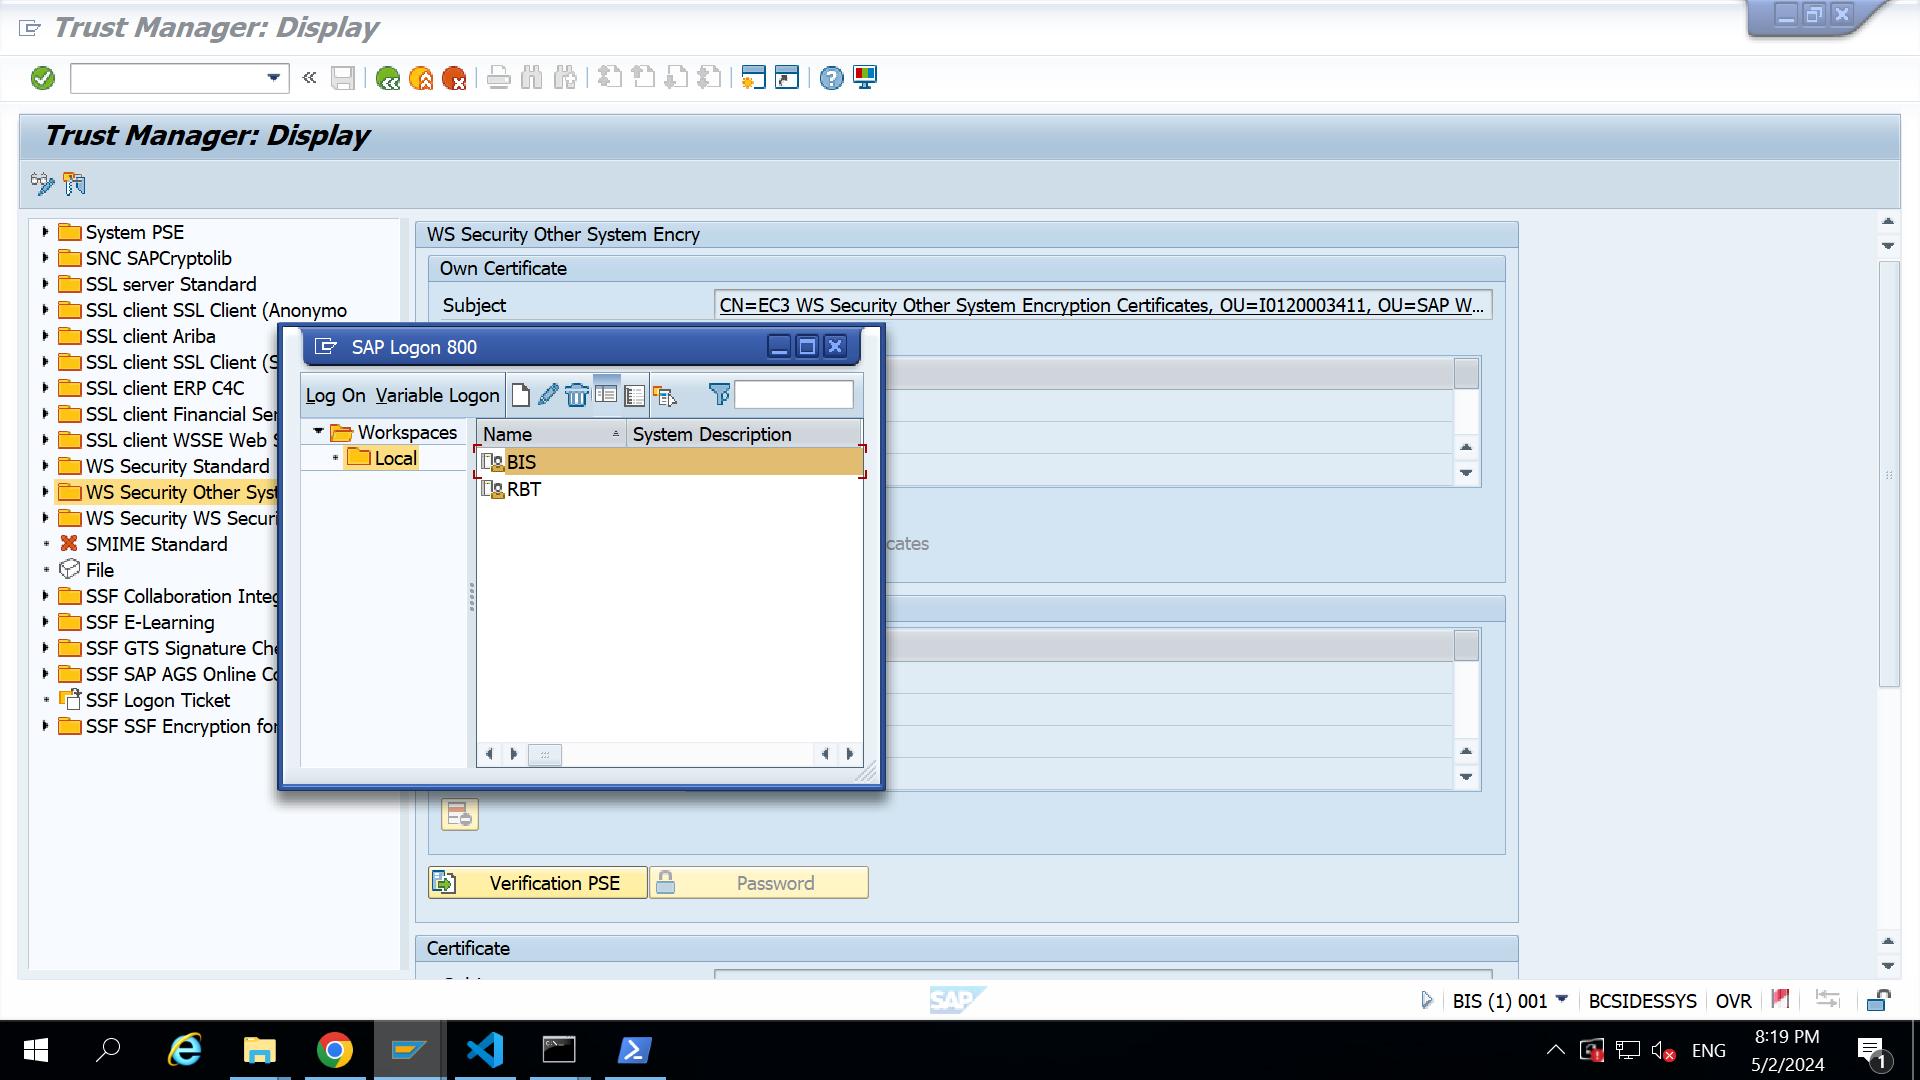 Trust Manager: Display
Trust Manager: Display
System PSE
SNC SAPCryptolib
SSL server Standard
SSL client SSL Client (Anonymo
SSL client Ariba
SSL client SSL Client (S
SSL client ERP C4C
SSL client Financial Ser
SSL client WSSE Web S
WS Security Standard
WS Security Other Syst
WS Security WS Securi
SMIME Standard
File
SSF Collaboration Integ
SSF E-Learning
SSF GTS Signature Che
SSF SAP AGS Online Co
SSF Logon Ticket
SSF SSF Encryption for
WS Security Other System Encry
Own Certificate
Subject
CN=EC3 WS Security Other System Encryption Certificates, OU=I0120003411, OU=SAP W...
SAP Logon 800
Log On Variable Logon
Workspaces
Local
Name
System Description
BIS
RBT
cates
Verification PSE
Password
Certificate
SAP
BIS (1) 001
BCSIDESSYS
OVR
ENG
8:19 PM
5/2/2024
1